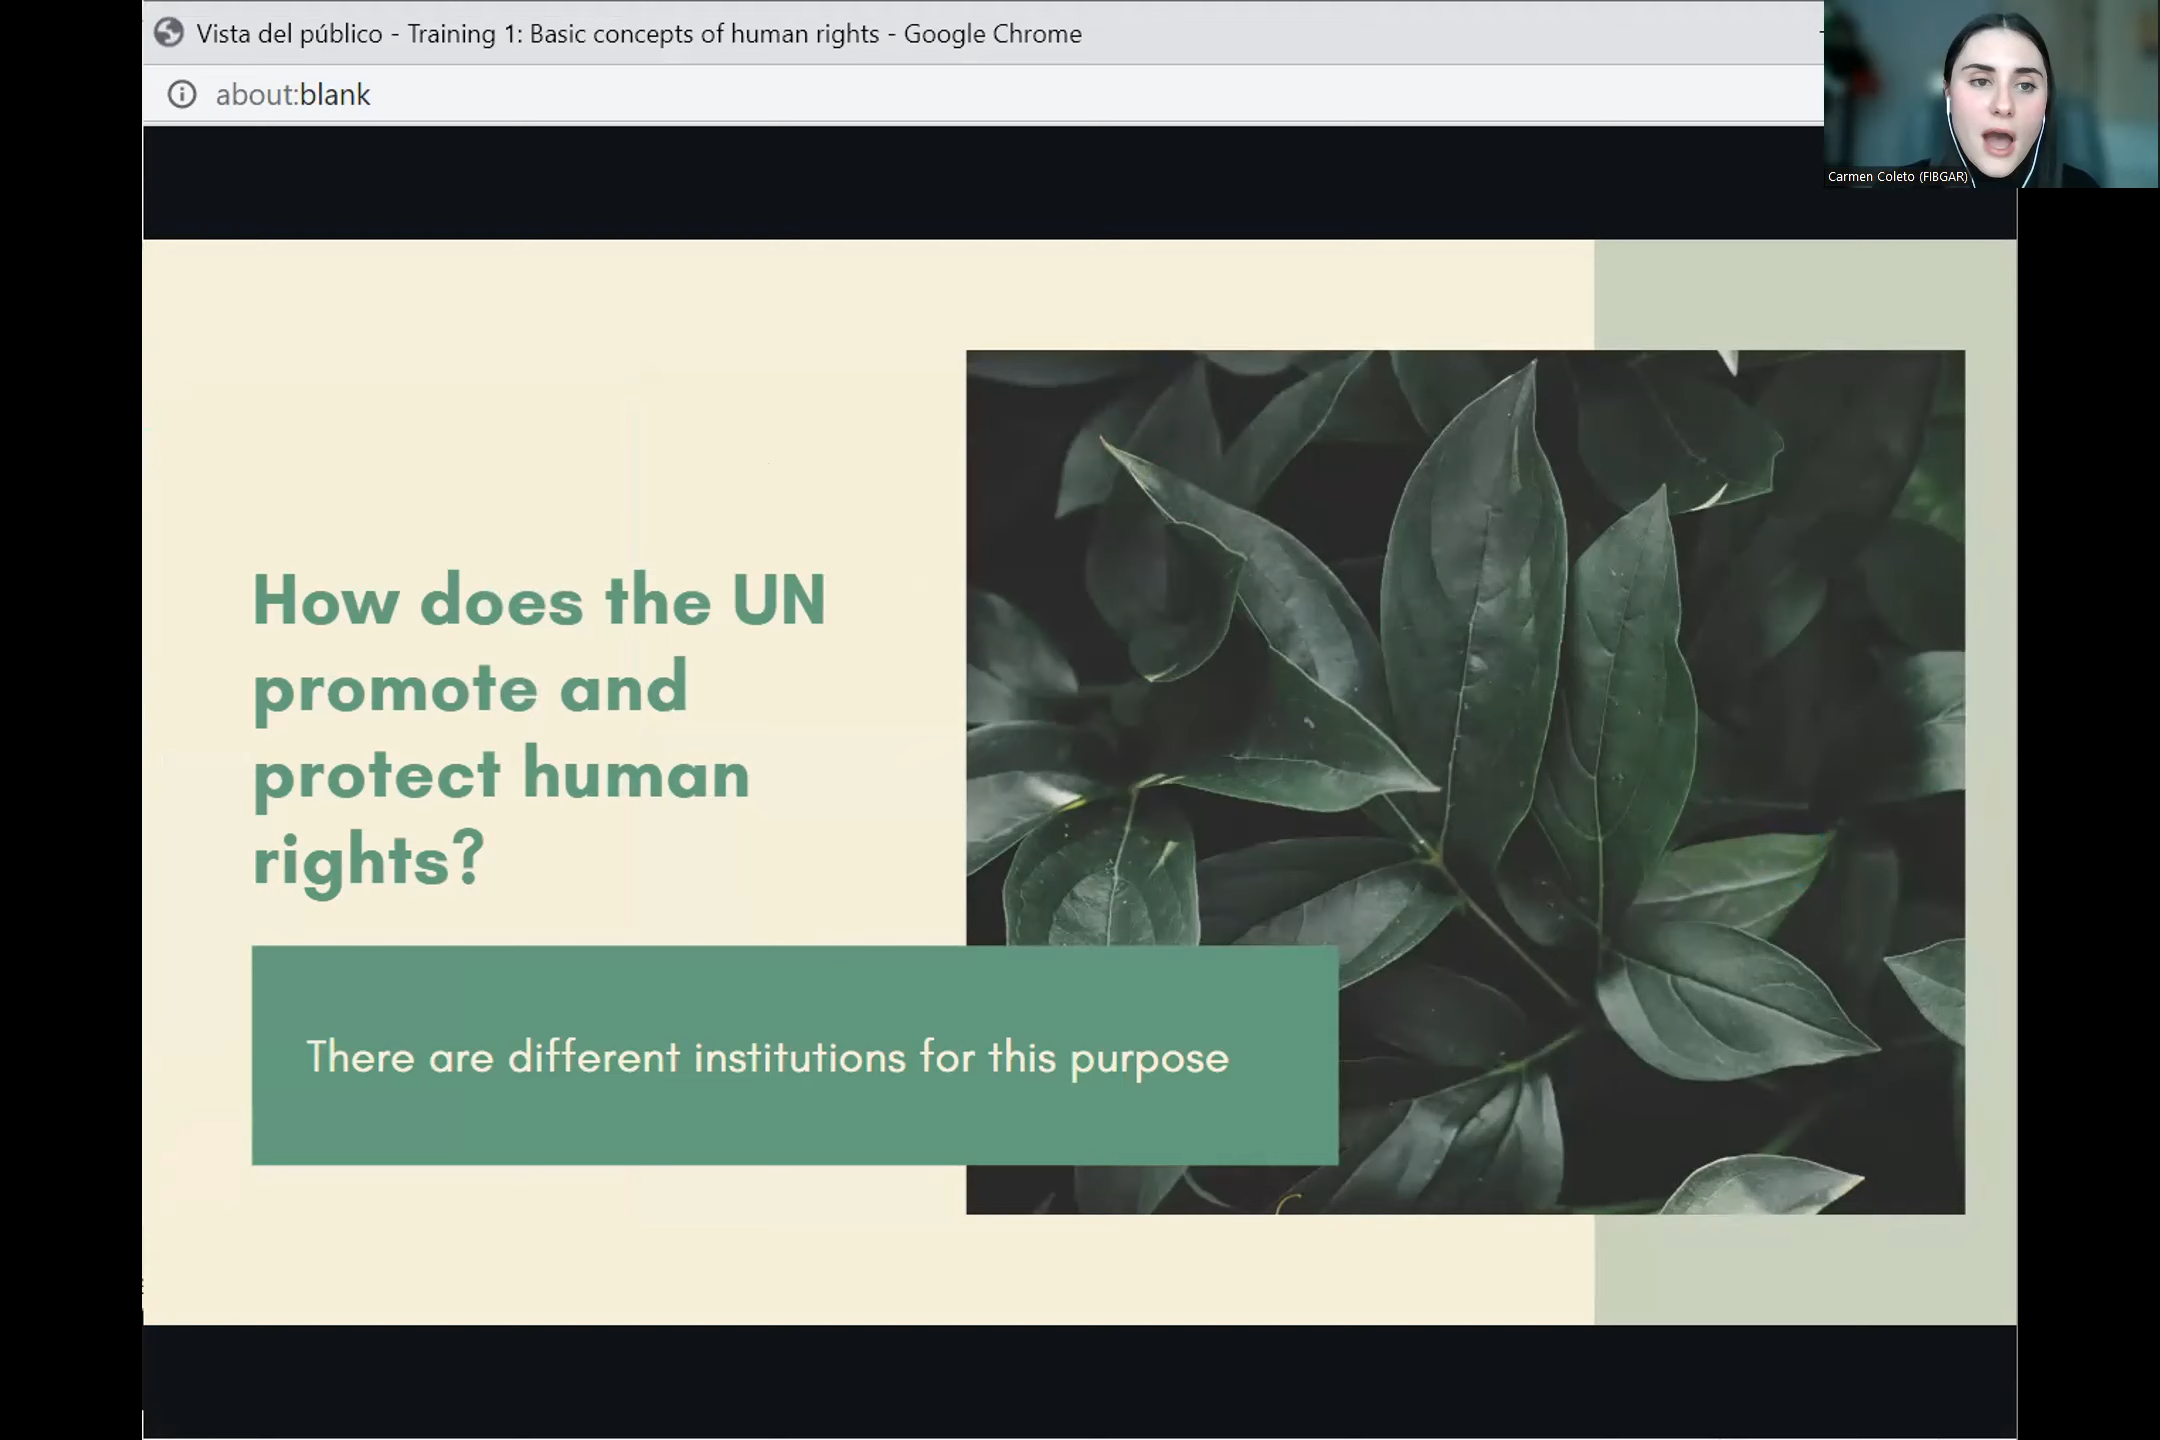 Vista del público - Training 1: Basic concepts of human rights - Google Chrome
about:blank
Carmen Coleto (FIBGAR)
How does the UN
promote and
protect human
rights?
There are different institutions for this purpose